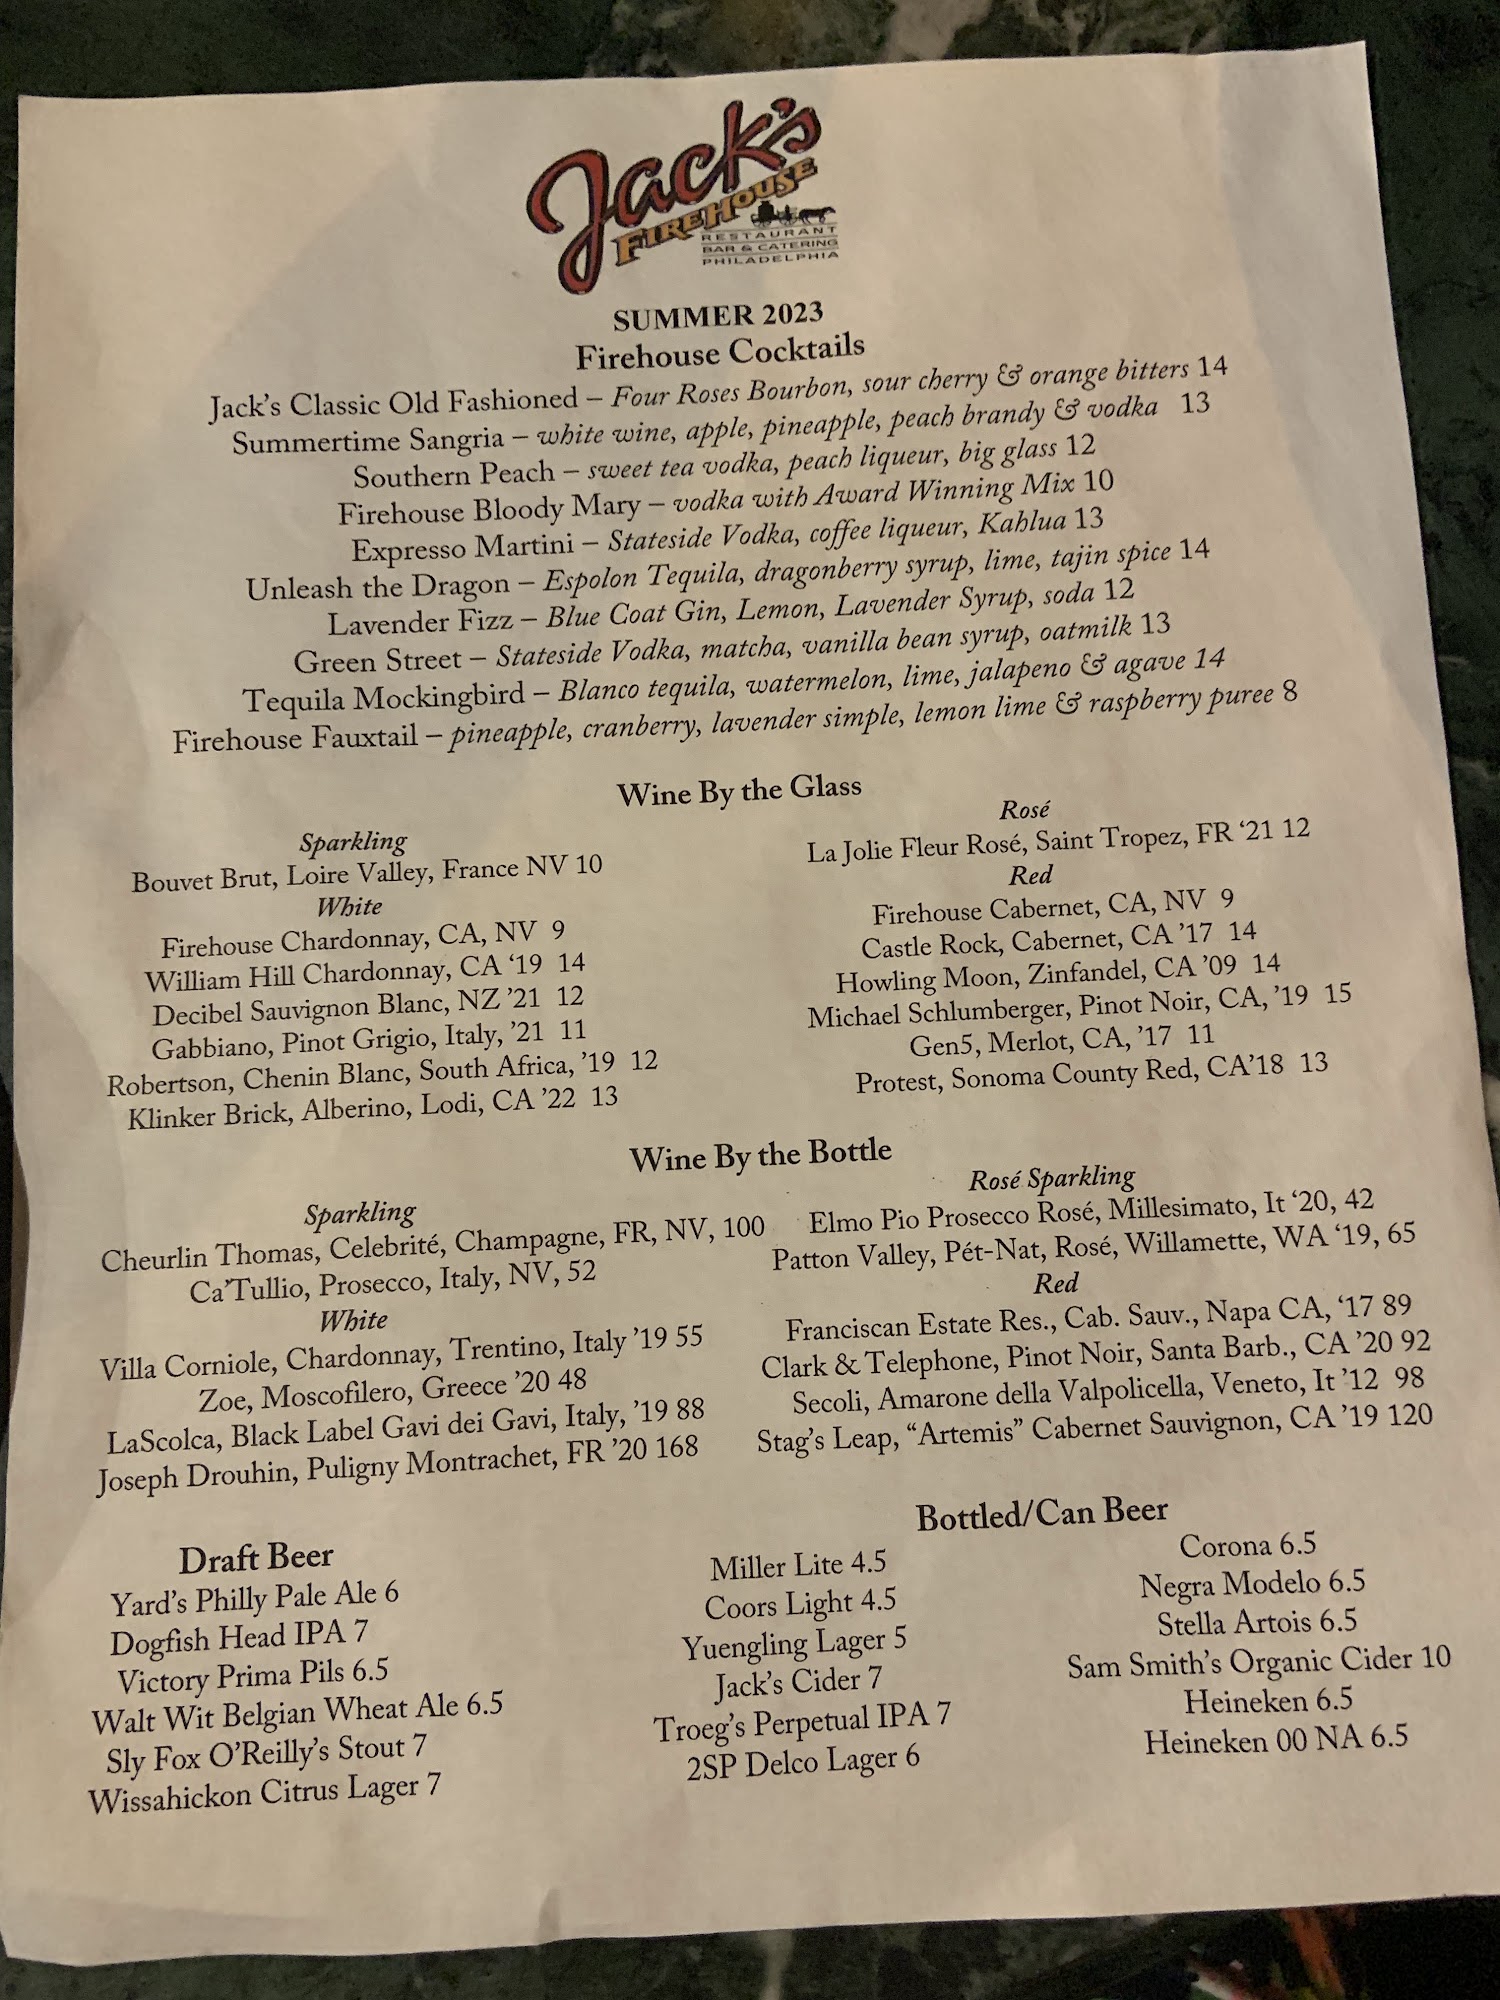 Jack's
FIREHOUSE
RESTAURANT
BAR & CATERING
PHILADELPHIA
SUMMER 2023
Firehouse Cocktails
Jack's Classic Old Fashioned – Four Roses Bourbon, sour cherry & orange bitters 14
Summertime Sangria – white wine, apple, pineapple, peach brandy & vodka 13
Southern Peach – sweet tea vodka, peach liqueur, big glass 12
Firehouse Bloody Mary – vodka with Award Winning Mix 10
Expresso Martini – Stateside Vodka, coffee liqueur, Kahlua 13
Unleash the Dragon – Espolon Tequila, dragonberry syrup, lime, tajin spice 14
Lavender Fizz – Blue Coat Gin, Lemon, Lavender Syrup, soda 12
Green Street – Stateside Vodka, matcha, vanilla bean syrup, oatmilk 13
Tequila Mockingbird – Blanco tequila, watermelon, lime, jalapeno & agave 14
Firehouse Fauxtail – pineapple, cranberry, lavender simple, lemon lime & raspberry puree 8
Wine By the Glass
Sparkling
Bouvet Brut, Loire Valley, France NV 10
White
Firehouse Chardonnay, CA, NV 9
William Hill Chardonnay, CA ‘19 14
Decibel Sauvignon Blanc, NZ ’21 12
Gabbiano, Pinot Grigio, Italy, ’21 11
Robertson, Chenin Blanc, South Africa, ’19 12
Klinker Brick, Alberino, Lodi, CA ’22 13
Rosé
La Jolie Fleur Rosé, Saint Tropez, FR ‘21 12
Red
Firehouse Cabernet, CA, NV 9
Castle Rock, Cabernet, CA ’17 14
Howling Moon, Zinfandel, CA ’09 14
Michael Schlumberger, Pinot Noir, CA, ’19 15
Gen5, Merlot, CA, ’17 11
Protest, Sonoma County Red, CA’18 13
Wine By the Bottle
Sparkling
Cheurlin Thomas, Celebrité, Champagne, FR, NV, 100
Ca’Tullio, Prosecco, Italy, NV, 52
White
Villa Corniole, Chardonnay, Trentino, Italy ’19 55
Zoe, Moscofilero, Greece ’20 48
LaScolca, Black Label Gavi dei Gavi, Italy, ’19 88
Joseph Drouhin, Puligny Montrachet, FR ’20 168
Rosé Sparkling
Elmo Pio Prosecco Rosé, Millesimato, It ‘20, 42
Patton Valley, Pét-Nat, Rosé, Willamette, WA ‘19, 65
Red
Franciscan Estate Res., Cab. Sauv., Napa CA, ‘17 89
Clark & Telephone, Pinot Noir, Santa Barb., CA ’20 92
Secoli, Amarone della Valpolicella, Veneto, It ’12 98
Stag’s Leap, “Artemis” Cabernet Sauvignon, CA ’19 120
Draft Beer
Yard’s Philly Pale Ale 6
Dogfish Head IPA 7
Victory Prima Pils 6.5
Walt Wit Belgian Wheat Ale 6.5
Sly Fox O’Reilly’s Stout 7
Wissahickon Citrus Lager 7
Bottled/Can Beer
Miller Lite 4.5
Coors Light 4.5
Yuengling Lager 5
Jack’s Cider 7
Troeg’s Perpetual IPA 7
2SP Delco Lager 6
Corona 6.5
Negra Modelo 6.5
Stella Artois 6.5
Sam Smith’s Organic Cider 10
Heineken 6.5
Heineken 00 NA 6.5